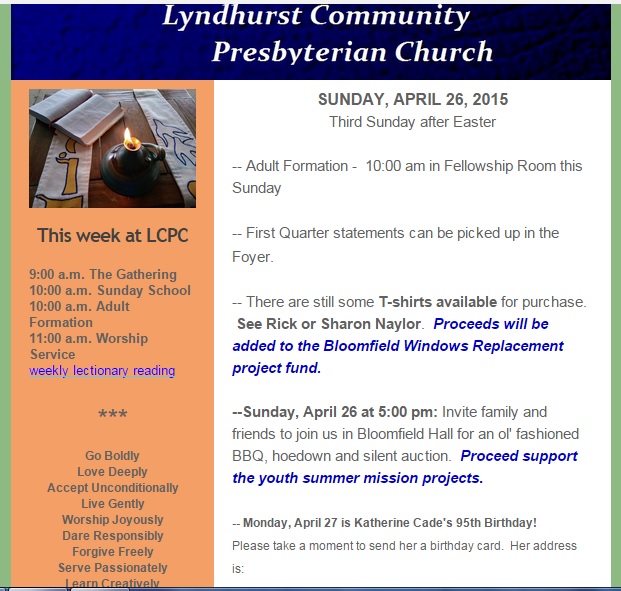 Lyndhurst Community
Presbyterian Church
This week at LCPC
9:00 a.m. The Gathering
10:00 a.m. Sunday School
10:00 a.m. Adult
Formation
11:00 a.m. Worship
Service
weekly lectionary reading
***
Go Boldly
Love Deeply
Accept Unconditionally
Live Gently
Worship Joyously
Dare Responsibly
Forgive Freely
Serve Passionately
Learn Creatively
SUNDAY, APRIL 26, 2015
Third Sunday after Easter
-- Adult Formation -  10:00 am in Fellowship Room this
Sunday
-- First Quarter statements can be picked up in the
Foyer.
-- There are still some T-shirts available for purchase.
See Rick or Sharon Naylor.  Proceeds will be
added to the Bloomfield Windows Replacement
project fund.
--Sunday, April 26 at 5:00 pm: Invite family and
friends to join us in Bloomfield Hall for an ol' fashioned
BBQ, hoedown and silent auction.  Proceed support
the youth summer mission projects.
-- Monday, April 27 is Katherine Cade's 95th Birthday!
Please take a moment to send her a birthday card.  Her address
is: